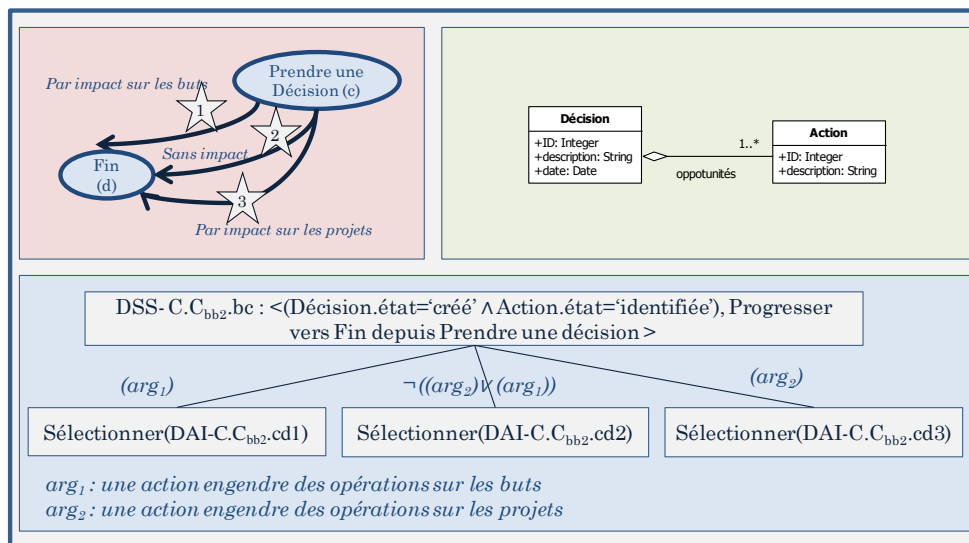 Par impact sur les buts
Prendre une
Décision (c)
1
2
Sans impact
Fin
(d)
3
Par impact sur les projets
Décision
+ID: Integer
+description: String
+date: Date
1..*
oppotunités
Action
+ID: Integer
+description: String
DSS- C.Cbb2.bc : <(Décision.état=‘créé’ ∧ Action.état=‘identifiée’), Progresser
vers Fin depuis Prendre une décision >
(arg1)
¬((arg2)∨(arg1))
(arg2)
Sélectionner(DAI-C.Cbb2.cd1)
Sélectionner(DAI-C.Cbb2.cd2)
Sélectionner(DAI-C.Cbb2.cd3)
arg1 : une action engendre des opérations sur les buts
arg2 : une action engendre des opérations sur les projets